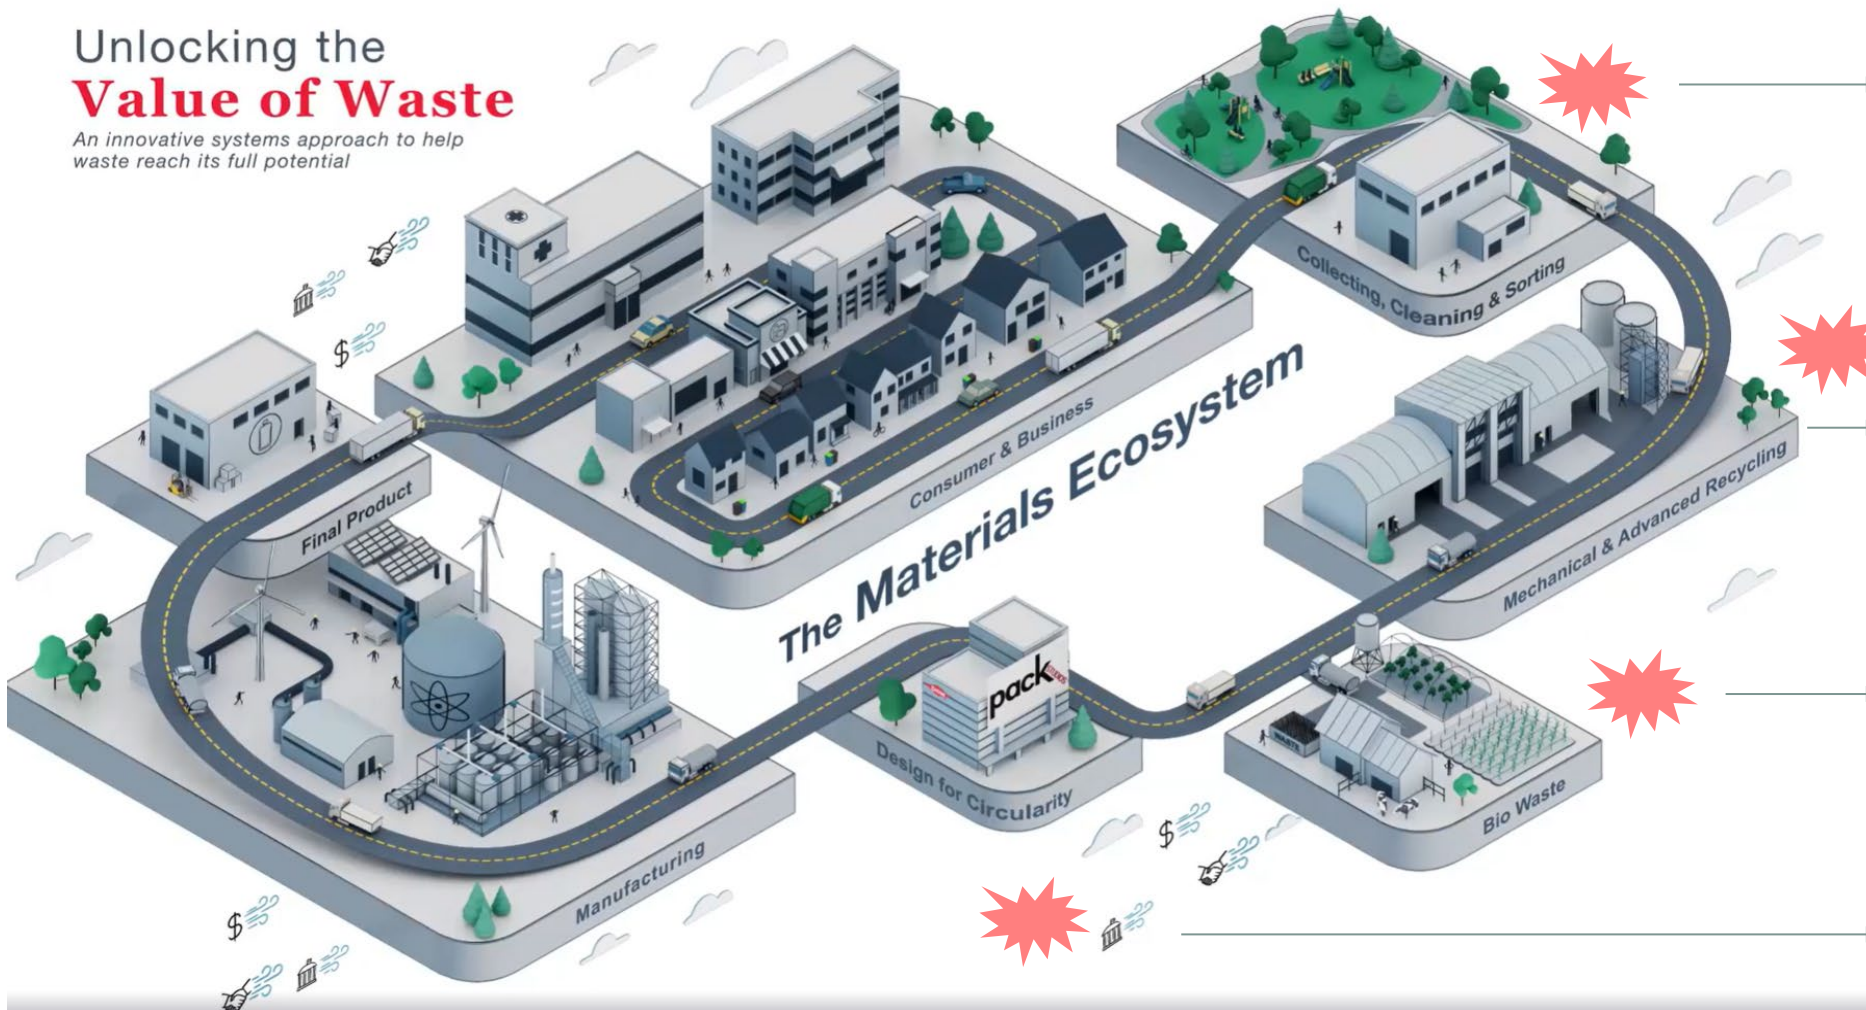 Unlocking the
Value of Waste
An innovative systems approach to help
waste reach its full potential
Collecting, Cleaning & Sorting
The Materials Ecosystem
Consumer & Business
Mechanical & Advanced Recycling
Final Product
pack
Design for Circularity
WASTE
Bio Waste
Manufacturing
$
$
$